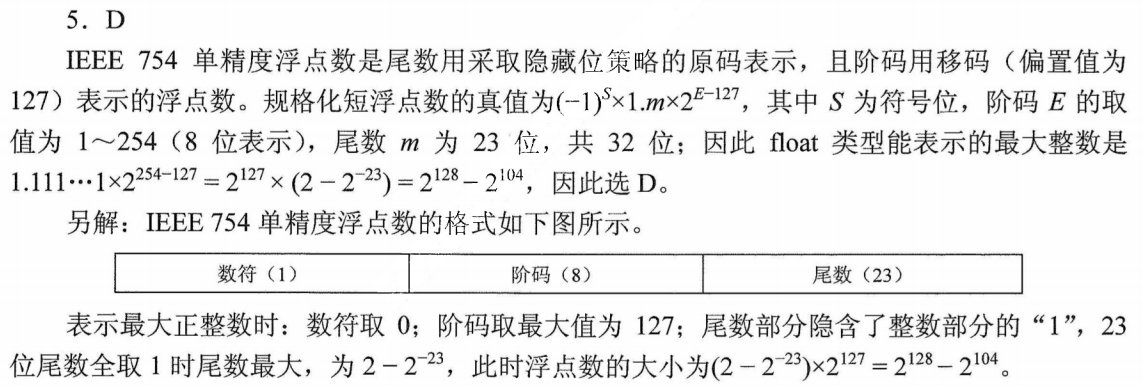 5．D
IEEE 754 单精度浮点数是尾数用采取隐藏位策略的原码表示，且阶码用移码（偏置值为
127）表示的浮点数。规格化短浮点数的真值为(−1)^S×1.m×2^{E−127}，其中 S 为符号位，阶码 E 的取
值为 1～254（8 位表示），尾数 m 为 23 位，共 32 位；因此 float 类型能表示的最大整数是
1.111⋯1×2^{254−127} = 2^{127} × (2 − 2^{−23}) = 2^{128} − 2^{104}，因此选 D。
另解：IEEE 754 单精度浮点数的格式如下图所示。
数符（1） 阶码（8） 尾数（23）
表示最大正整数时：数符取 0；阶码取最大值为 127；尾数部分隐含了整数部分的“1”，23
位尾数全取 1 时尾数最大，为 2 − 2^{−23}，此时浮点数的大小为(2 − 2^{−23})×2^{127} = 2^{128} − 2^{104}。